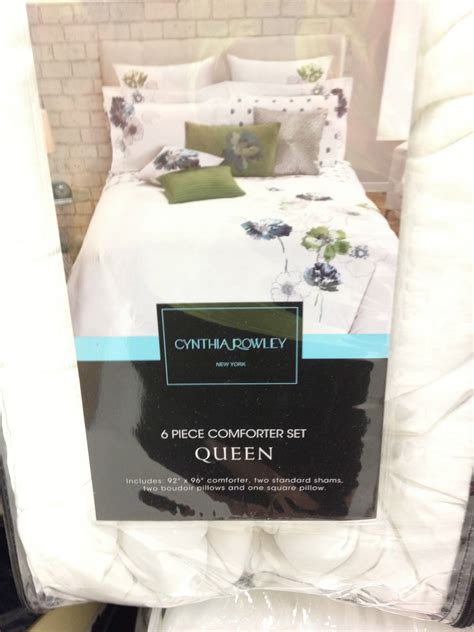 CYNTHIA ROWLEY
NEW YORK
6 PIECE COMFORTER SET
QUEEN
Includes: 92" x 96" comforter, two standard shams,
two boudoir pillows and one square pillow.